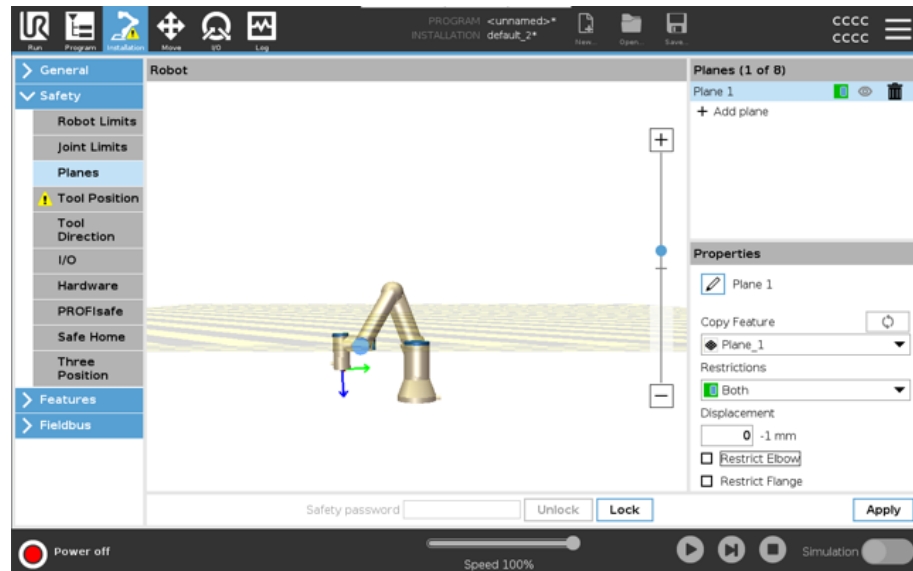 PROGRAM <unnamed>*
INSTALLATION default_2*
New... Open... Save...
CCCC
CCCC
Run Program Installation Move I/O Log
General
Safety
Robot Limits
Joint Limits
Planes
Tool Position
Tool
Direction
I/O
Hardware
PROFIsafe
Safe Home
Three
Position
Features
Fieldbus
Robot
Planes (1 of 8)
Plane 1
+ Add plane
Properties
Plane 1
Copy Feature
Plane_1
Restrictions
Both
Displacement
0 -1 mm
Restrict Elbow
Restrict Flange
Safety password Unlock Lock Apply
Power off
Speed 100%
Simulation